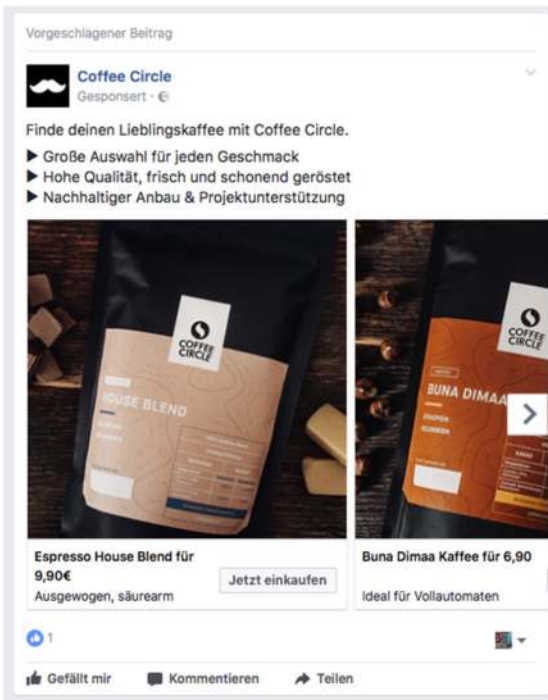 Vorgeschlagener Beitrag
Coffee Circle
Gesponsert ·
Finde deinen Lieblingskaffee mit Coffee Circle.
▶ Große Auswahl für jeden Geschmack
▶ Hohe Qualität, frisch und schonend geröstet
▶ Nachhaltiger Anbau & Projektunterstützung
COFFEE
CIRCLE
HOUSE BLEND
COFFEE
CIRCLE
BUNA DIMAA
Espresso House Blend für
9,90€
Jetzt einkaufen
Ausgewogen, säurearm
Buna Dimaa Kaffee für 6,90
Ideal für Vollautomaten
1
Gefällt mir
Kommentieren
Teilen